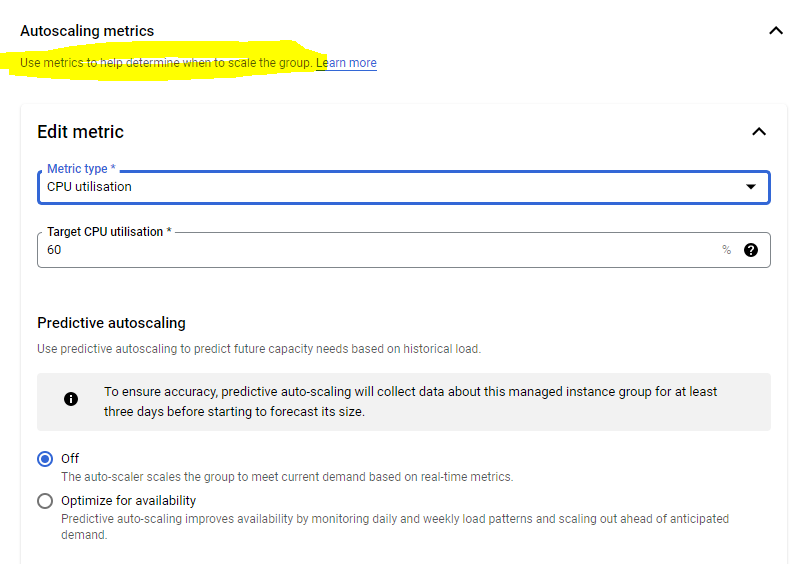 Autoscaling metrics
Use metrics to help determine when to scale the group. Learn more
Edit metric
Metric type *
CPU utilisation
Target CPU utilisation *
60 %
Predictive autoscaling
Use predictive autoscaling to predict future capacity needs based on historical load.
To ensure accuracy, predictive auto-scaling will collect data about this managed instance group for at least
three days before starting to forecast its size.
Off
The auto-scaler scales the group to meet current demand based on real-time metrics.
Optimize for availability
Predictive auto-scaling improves availability by monitoring daily and weekly load patterns and scaling out ahead of anticipated
demand.